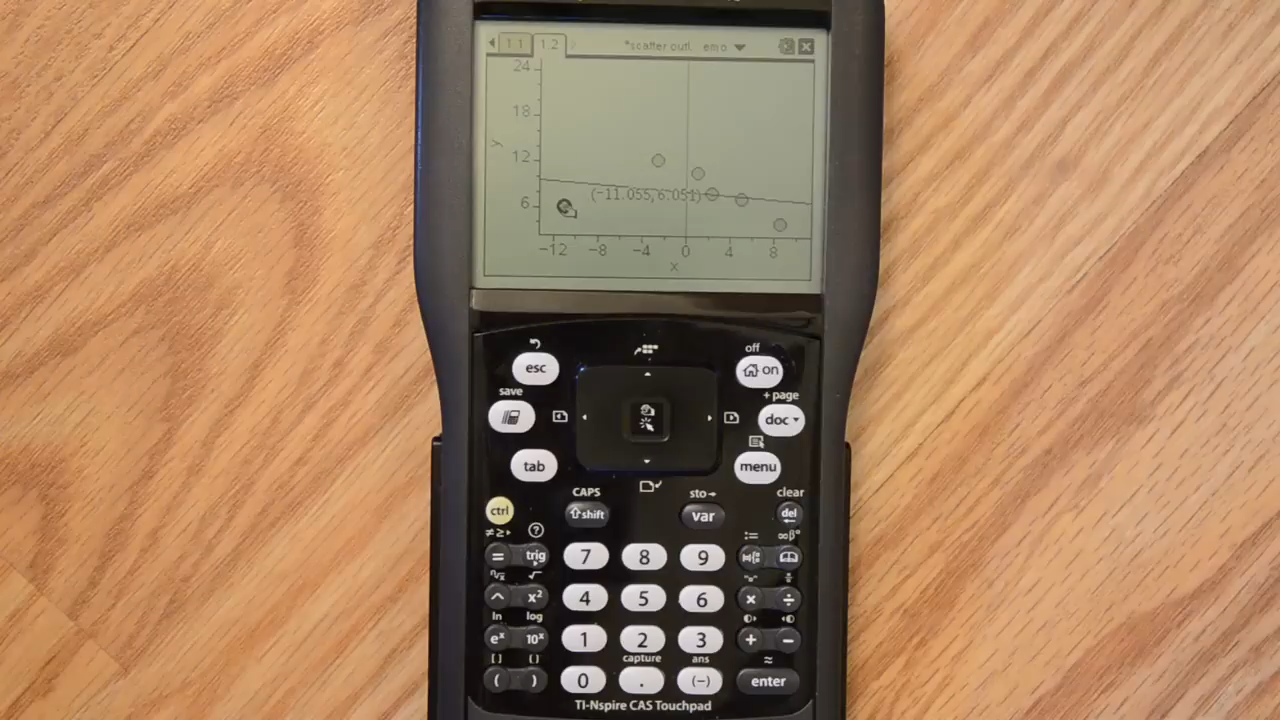 1.1 1.2 *scatter outl emo
24
18
y
12
(-11.055,6.051)
6
-12 -8 -4 0 4 8
x
off
esc on
save + page
doc
tab menu
CAPS sto→ clear
ctrl ⇧shift var del
≠≥▸ ? := ∞β°
= trig 7 8 9
ⁿ√x √ "□" ÷
^ x² 4 5 6 × ÷
ln log
eˣ 10ˣ 1 2 3 + −
[ ] { } capture ans ≈
( ) 0 . (−) enter
TI-Nspire CAS Touchpad